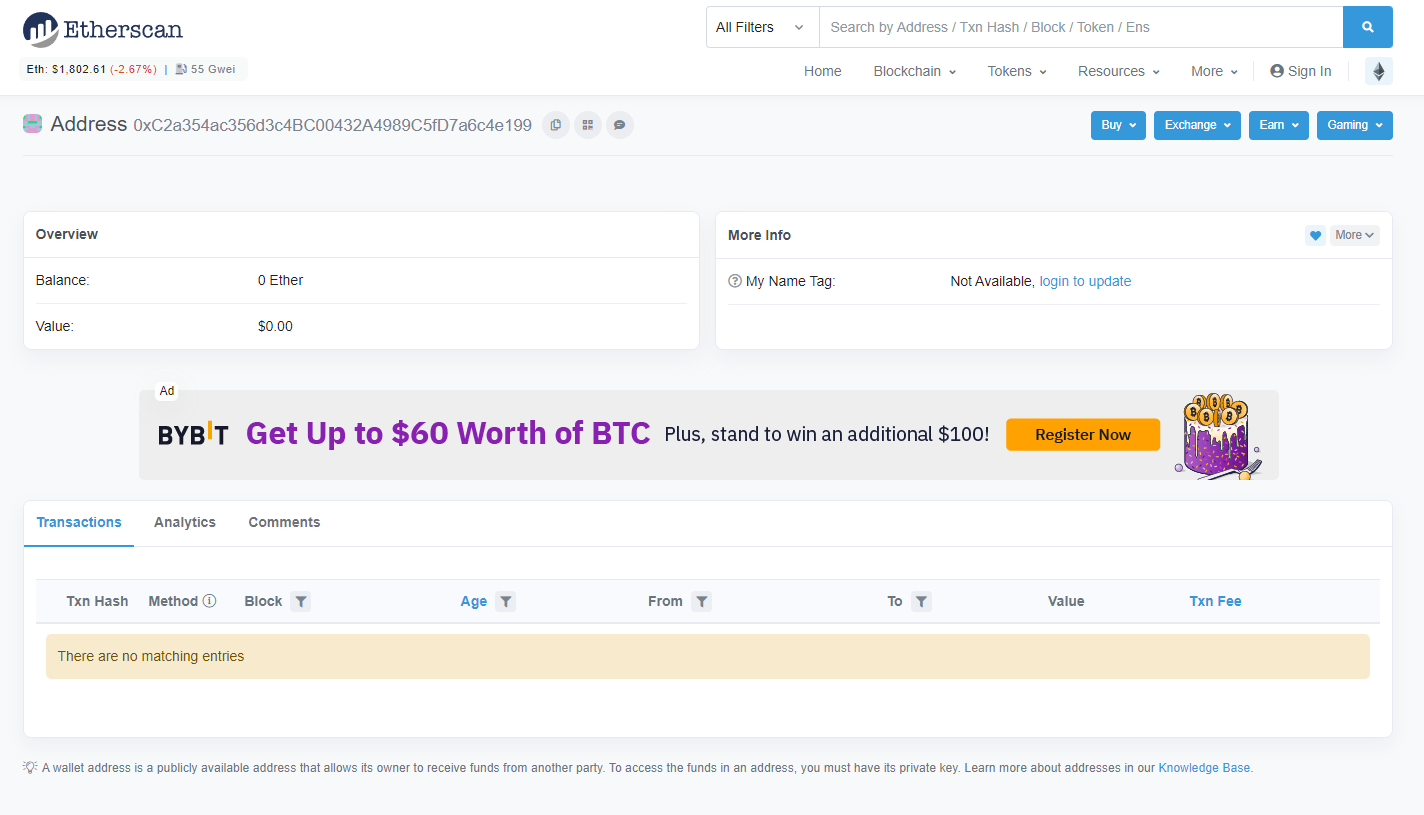 Etherscan
All Filters
Search by Address / Txn Hash / Block / Token / Ens
Eth: $1,802.61 (-2.67%) | 55 Gwei
Home Blockchain Tokens Resources More Sign In
Address 0xC2a354ac356d3c4BC00432A4989C5fD7a6c4e199
Buy Exchange Earn Gaming
Overview
Balance: 0 Ether
Value: $0.00
More Info
More
My Name Tag: Not Available, login to update
Ad
BYBIT Get Up to $60 Worth of BTC Plus, stand to win an additional $100! Register Now
Transactions Analytics Comments
Txn Hash Method Block Age From To Value Txn Fee
There are no matching entries
A wallet address is a publicly available address that allows its owner to receive funds from another party. To access the funds in an address, you must have its private key. Learn more about addresses in our Knowledge Base.